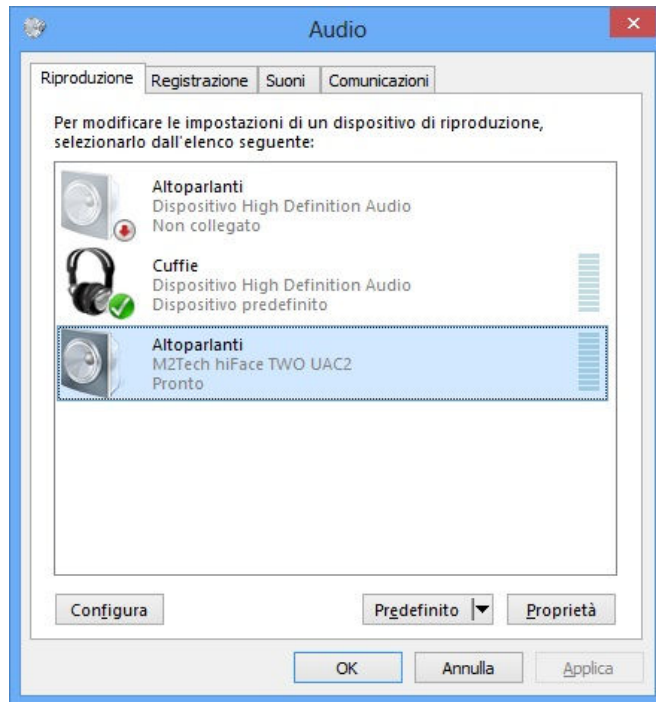 Audio
Riproduzione Registrazione Suoni Comunicazioni
Per modificare le impostazioni di un dispositivo di riproduzione,
selezionarlo dall'elenco seguente:
Altoparlanti
Dispositivo High Definition Audio
Non collegato
Cuffie
Dispositivo High Definition Audio
Dispositivo predefinito
Altoparlanti
M2Tech hiFace TWO UAC2
Pronto
Configura Predefinito Proprietà
OK Annulla Applica